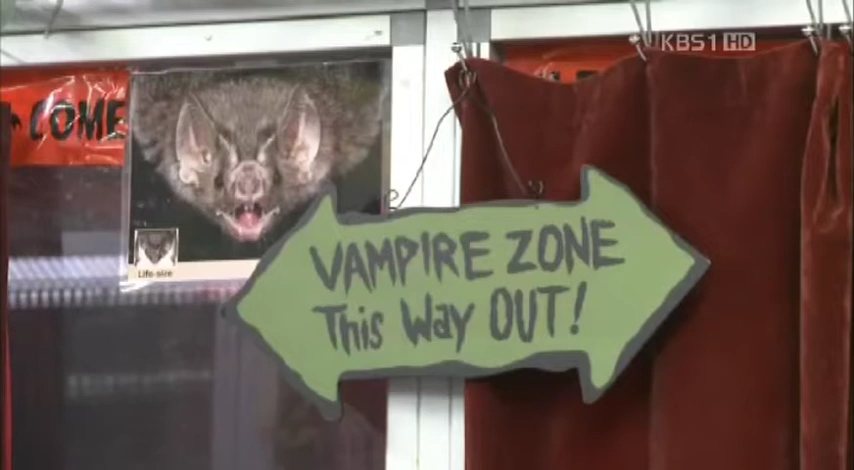 KBS1 HD
COME
Life-size
VAMPIRE ZONE
This Way OUT!